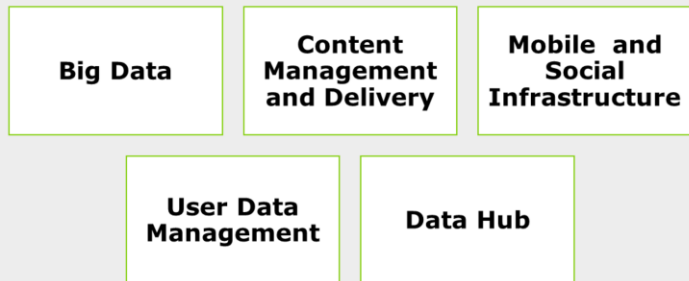 Big Data
Content
Management
and Delivery
Mobile and
Social
Infrastructure
User Data
Management
Data Hub